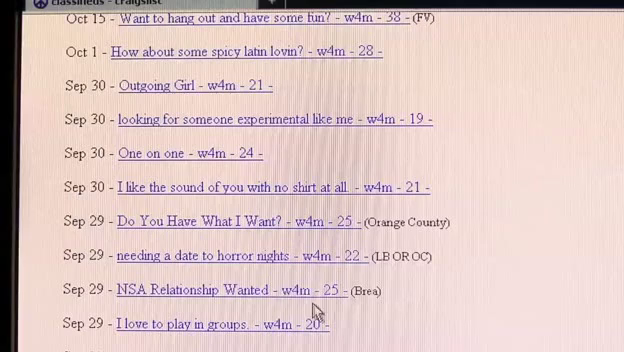 classifieds - craigslist
Oct 15 - Want to hang out and have some fun? - w4m - 38 - (FV)
Oct 1 - How about some spicy latin lovin? - w4m - 28 -
Sep 30 - Outgoing Girl - w4m - 21 -
Sep 30 - looking for someone experimental like me - w4m - 19 -
Sep 30 - One on one - w4m - 24 -
Sep 30 - I like the sound of you with no shirt at all. - w4m - 21 -
Sep 29 - Do You Have What I Want? - w4m - 25 - (Orange County)
Sep 29 - needing a date to horror nights - w4m - 22 - (LB OR OC)
Sep 29 - NSA Relationship Wanted - w4m - 25 - (Brea)
Sep 29 - I love to play in groups. - w4m - 20 -